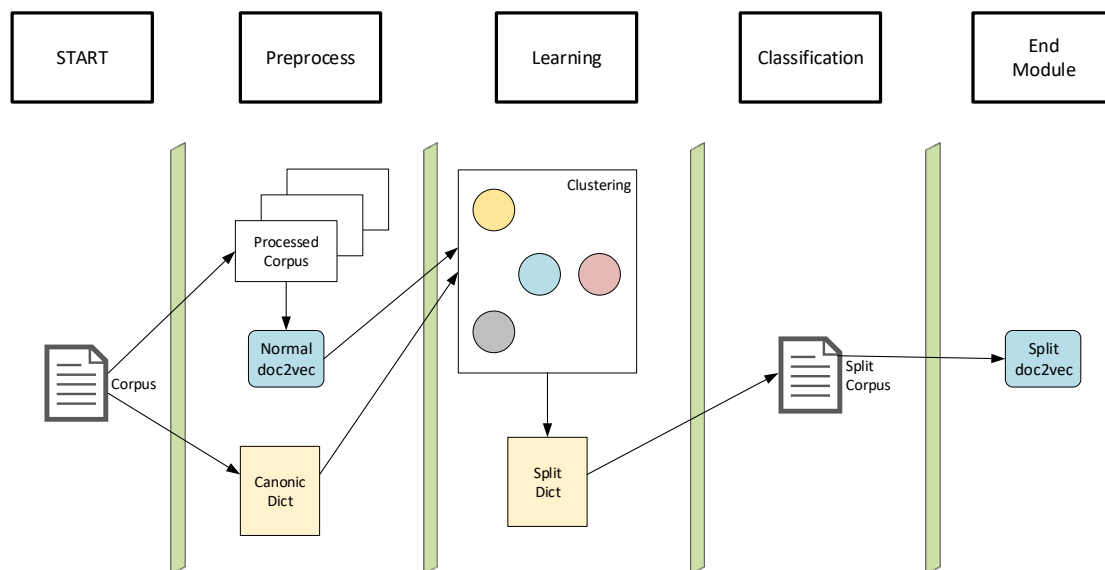 START
Preprocess
Learning
Classification
End
Module
Clustering
Processed
Corpus
Normal
doc2vec
Corpus
Split
Corpus
Split
doc2vec
Canonic
Dict
Split
Dict